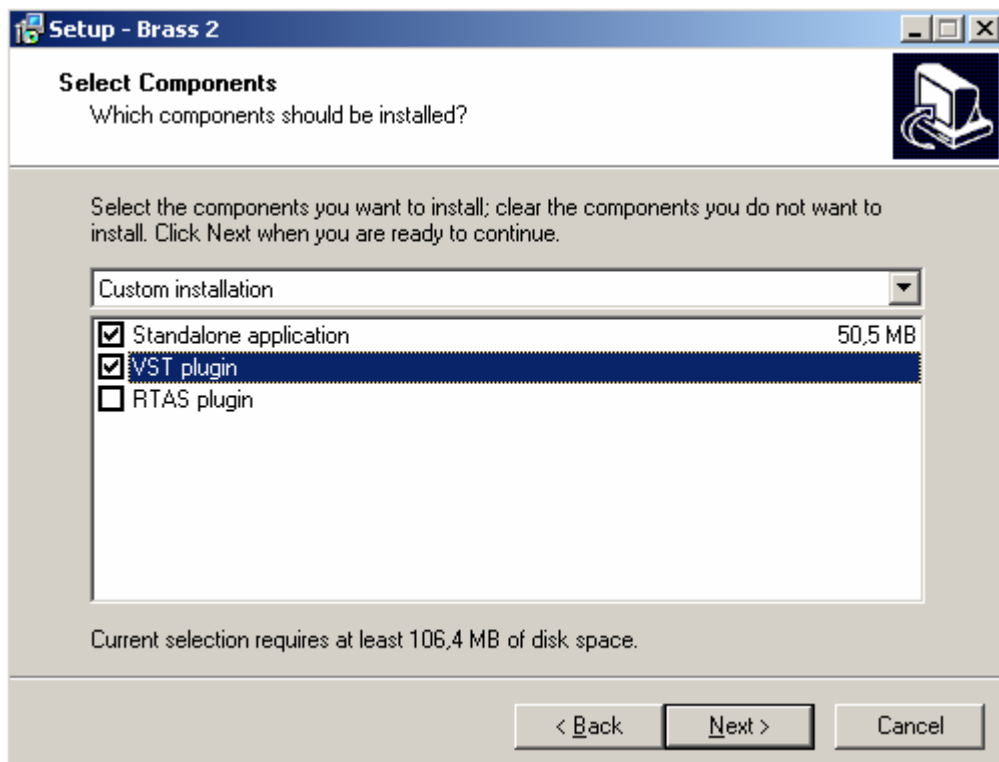 Setup - Brass 2
Select Components
Which components should be installed?
Select the components you want to install; clear the components you do not want to
install. Click Next when you are ready to continue.
Custom installation
Standalone application 50,5 MB
VST plugin
RTAS plugin
Current selection requires at least 106,4 MB of disk space.
< Back Next > Cancel